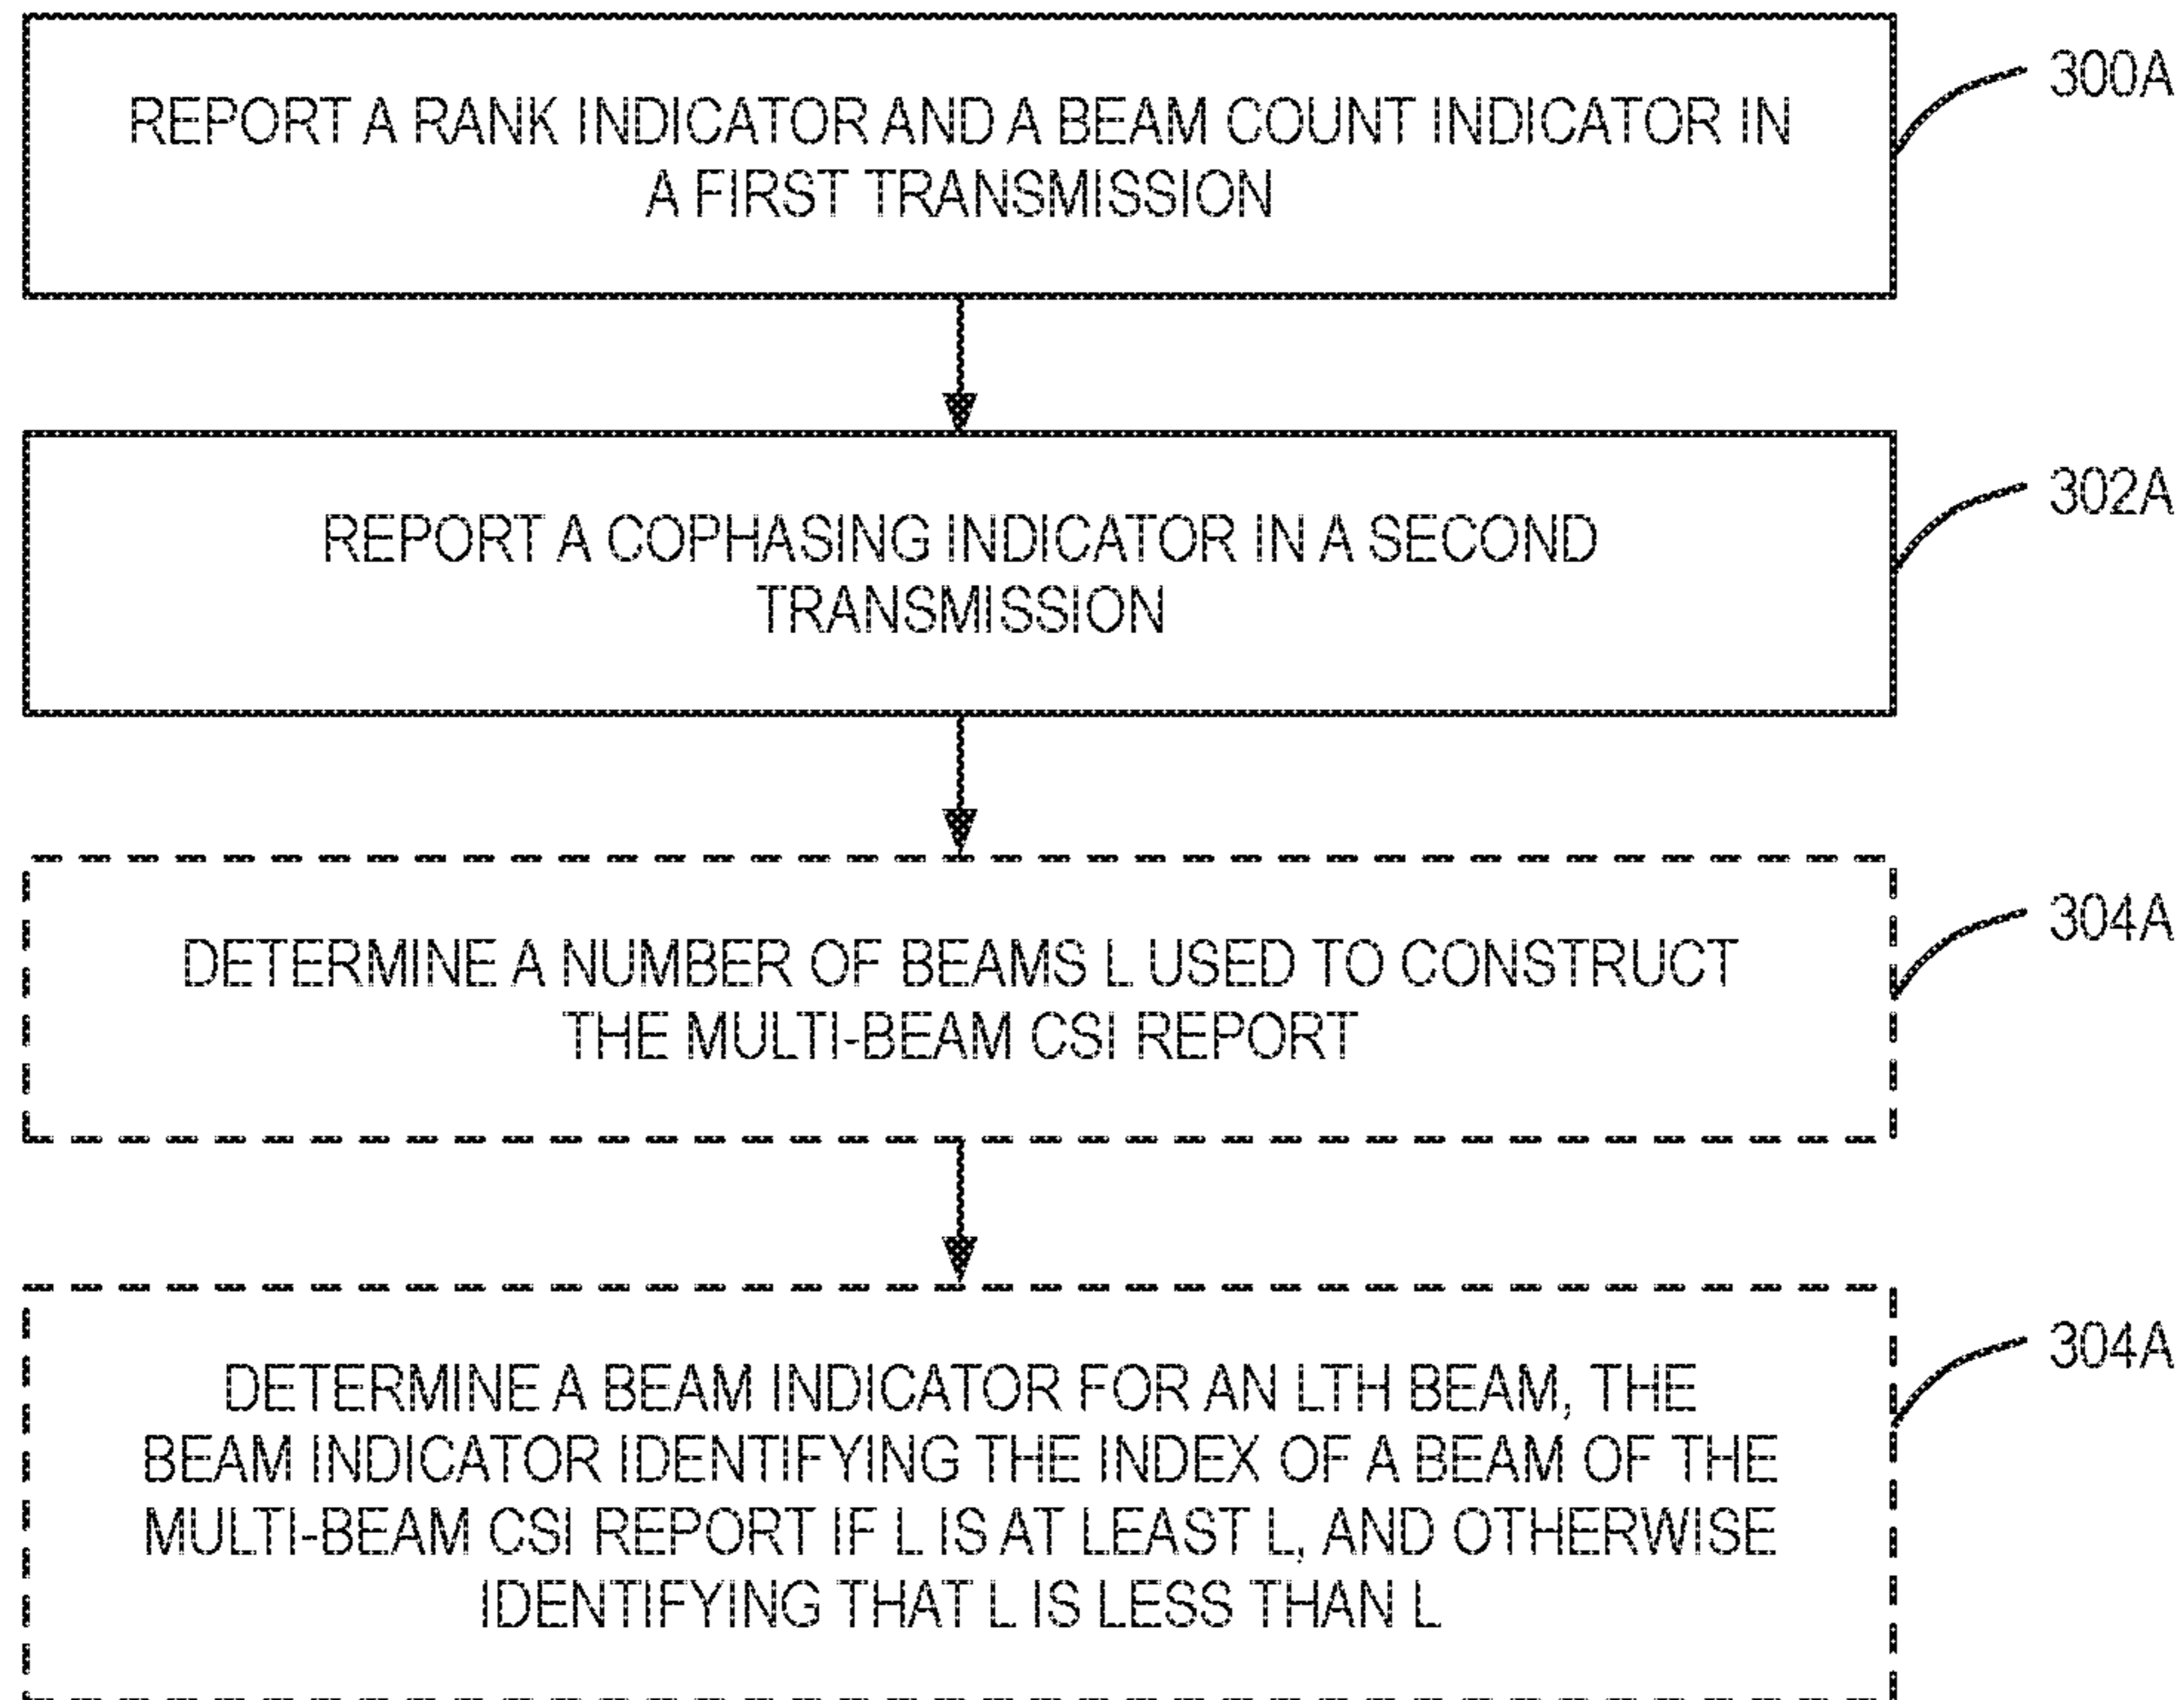 REPORT A RANK INDICATOR AND A BEAM COUNT INDICATOR IN
A FIRST TRANSMISSION
300A
REPORT A COPHASING INDICATOR IN A SECOND
TRANSMISSION
302A
DETERMINE A NUMBER OF BEAMS L USED TO CONSTRUCT
THE MULTI-BEAM CSI REPORT
304A
DETERMINE A BEAM INDICATOR FOR AN LTH BEAM, THE
BEAM INDICATOR IDENTIFYING THE INDEX OF A BEAM OF THE
MULTI-BEAM CSI REPORT IF L IS AT LEAST L, AND OTHERWISE
IDENTIFYING THAT L IS LESS THAN L
304A